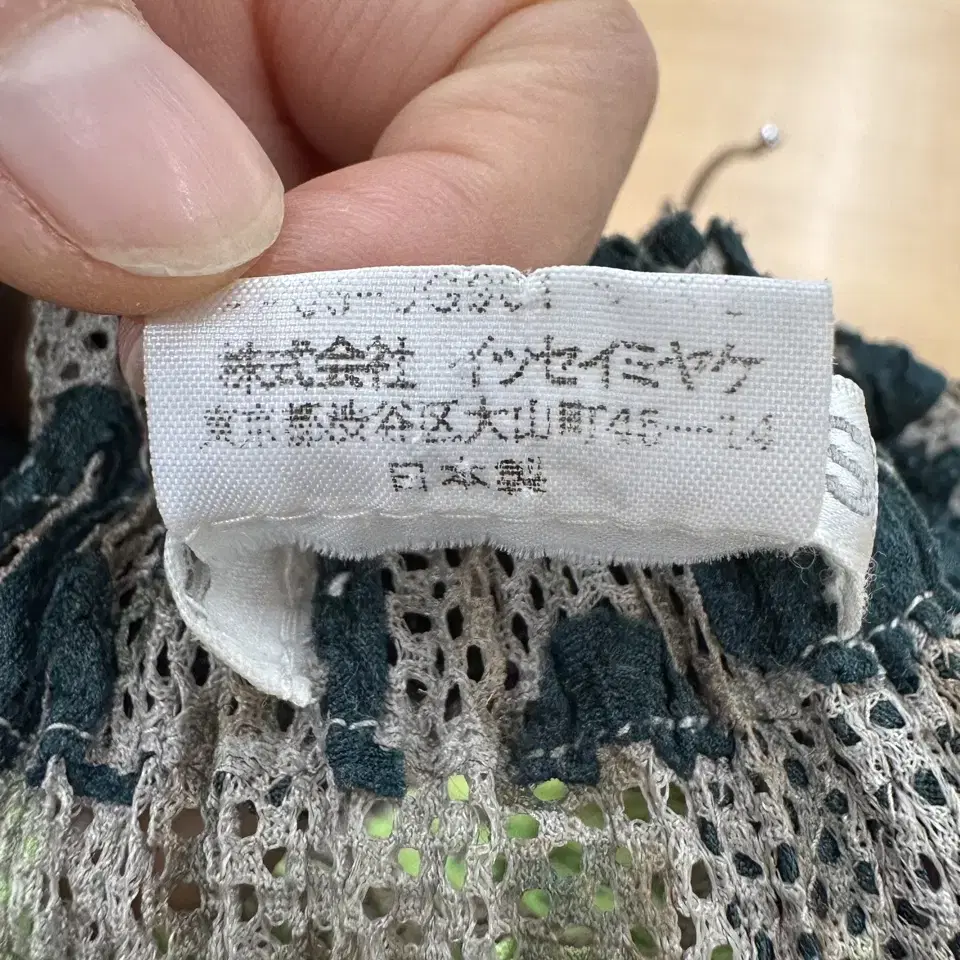 株式会社 イッセイミヤケ
東京都渋谷区大山町45-14
日本製